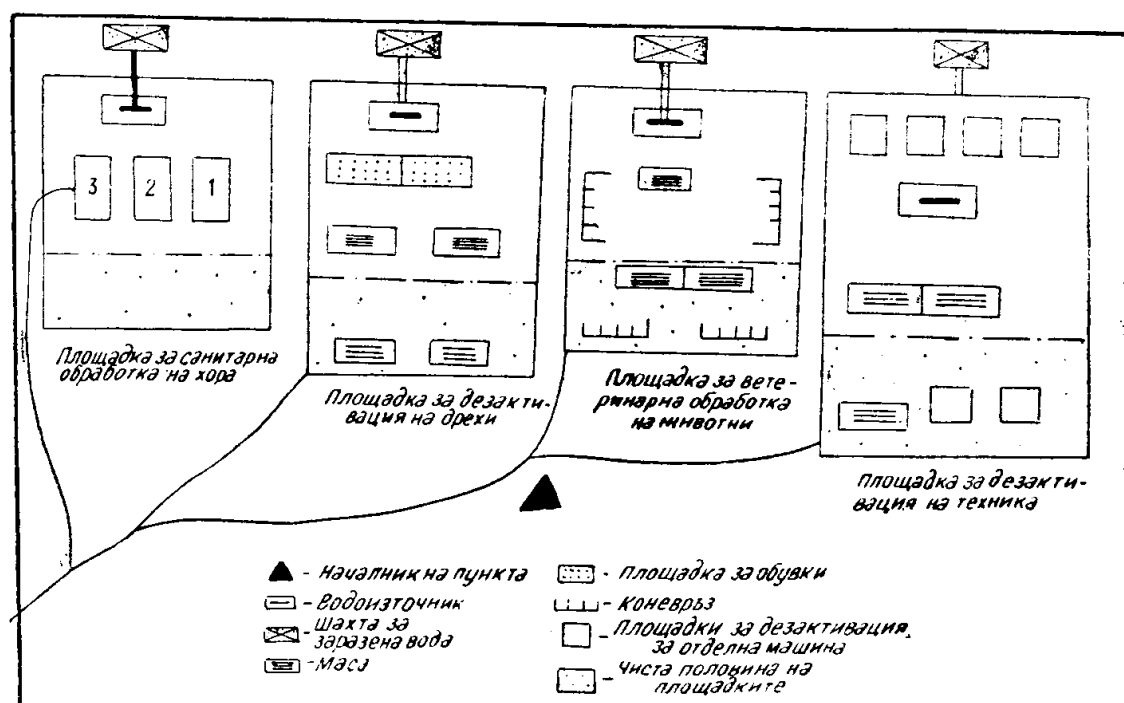 3 2 1
Площадка за санитарна
обработка на хора
Площадка за дезакти-
вация на дрехи
Площадка за вете-
ринарна обработка
на животни
Площадка за дезакти-
вация на техника
- Началник на пункта
- Водоизточник
- Шахта за
заразена вода
- Маса
- Площадка за обувки
- Коневръз
- Площадки за дезактивация
за отделна машина
- Чиста половина на
площадките